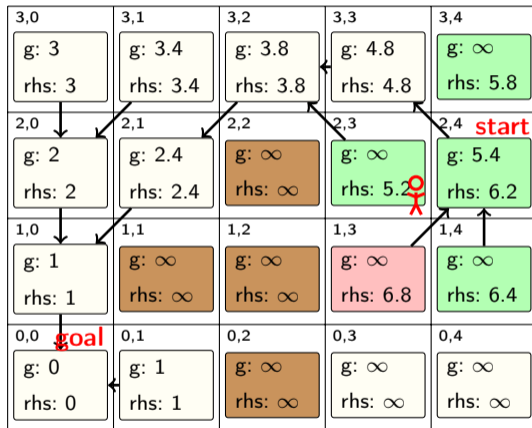 3,0 3,1 3,2 3,3 3,4
g: 3 g: 3.4 g: 3.8 g: 4.8 g: ∞
rhs: 3 rhs: 3.4 rhs: 3.8 rhs: 4.8 rhs: 5.8
2,0 2,1 2,2 2,3 2,4 start
g: 2 g: 2.4 g: ∞ g: ∞ g: 5.4
rhs: 2 rhs: 2.4 rhs: ∞ rhs: 5.2 rhs: 6.2
1,0 1,1 1,2 1,3 1,4
g: 1 g: ∞ g: ∞ g: ∞ g: ∞
rhs: 1 rhs: ∞ rhs: ∞ rhs: 6.8 rhs: 6.4
0,0 goal 0,1 0,2 0,3 0,4
g: 0 g: 1 g: ∞ g: ∞ g: ∞
rhs: 0 rhs: 1 rhs: ∞ rhs: ∞ rhs: ∞